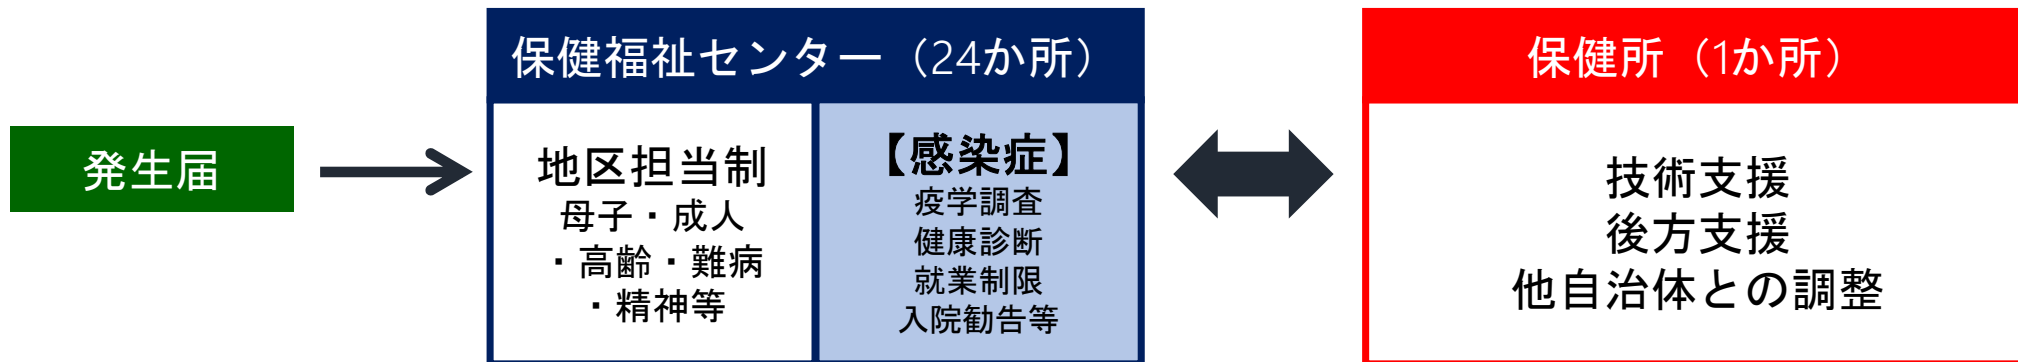 発生届
保健福祉センター（24か所）
地区担当制
母子・成人
・高齢・難病
・精神等
【感染症】
疫学調査
健康診断
就業制限
入院勧告等
保健所（1か所）
技術支援
後方支援
他自治体との調整